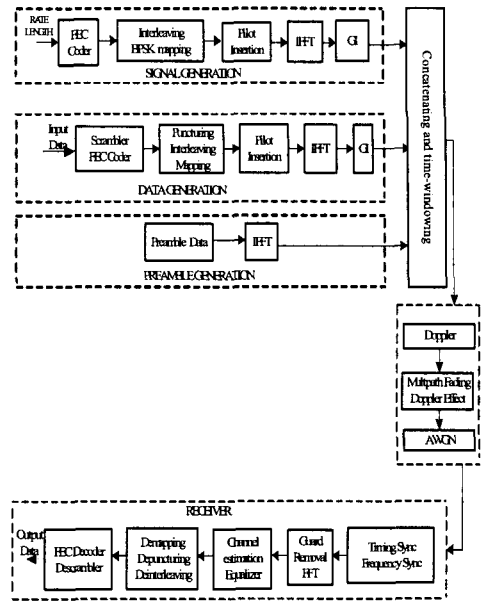 RATE
LENGTH
FEC
Coder
Interleaving
BPSK mapping
Pilot
Insertion
IFFT
GI
SIGNAL GENERATION
Input
Data
Scrambler
FEC Coder
Puncturing
Interleaving
Mapping
Pilot
Insertion
IFFT
GI
DATA GENERATION
Preamble Data
IFFT
PREAMBLE GENERATION
Concatenating and time-windowing
Doppler
Multipath Fading
Doppler Effect
AWGN
RECEIVER
Output
Data
FEC Decoder
Descrambler
Demapping
Depuncturing
Deinterleaving
Channel
estimation
Equalizer
Guard
Removal
FFT
Timing Sync
Frequency Sync